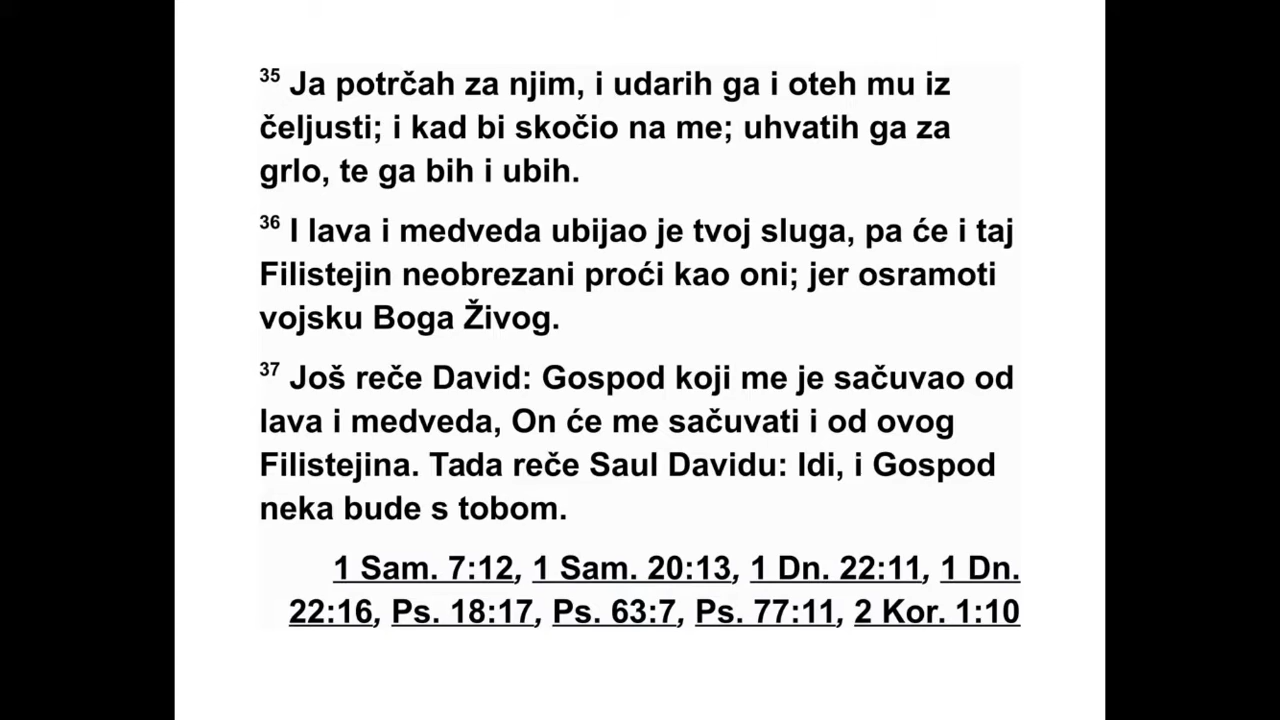 35 Ja potrčah za njim, i udarih ga i oteh mu iz
čeljusti; i kad bi skočio na me; uhvatih ga za
grlo, te ga bih i ubih.
36 I lava i medveda ubijao je tvoj sluga, pa će i taj
Filistejin neobrezani proći kao oni; jer osramoti
vojsku Boga Živog.
37 Još reče David: Gospod koji me je sačuvao od
lava i medveda, On će me sačuvati i od ovog
Filistejina. Tada reče Saul Davidu: Idi, i Gospod
neka bude s tobom.
1 Sam. 7:12, 1 Sam. 20:13, 1 Dn. 22:11, 1 Dn.
22:16, Ps. 18:17, Ps. 63:7, Ps. 77:11, 2 Kor. 1:10